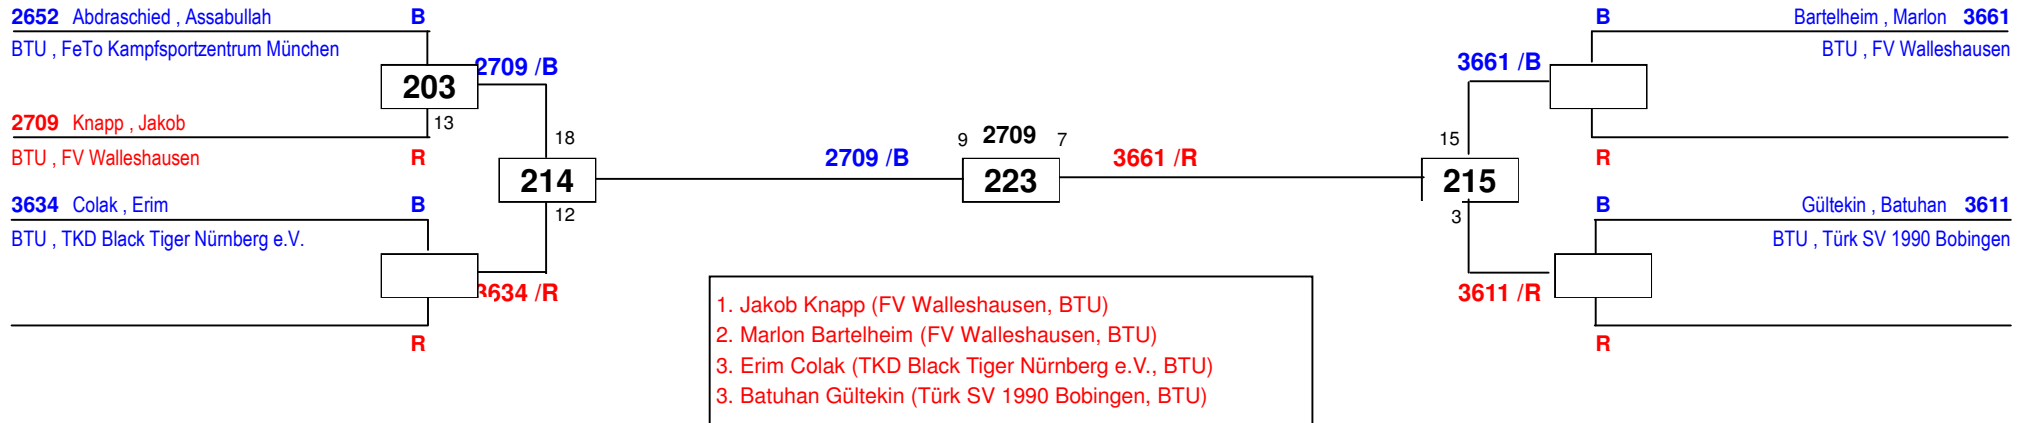 2652 Abdraschied , Assabullah B
BTU , FeTo Kampfsportzentrum München
2709 /B
203
13
2709 Knapp , Jakob
BTU , FV Walleshausen R
18
214
12
3634 Colak , Erim B
BTU , TKD Black Tiger Nürnberg e.V.
3634 /R
R
2709 /B
9 2709 7
223
3661 /R
B Bartelheim , Marlon 3661
BTU , FV Walleshausen
3661 /B
R
15
215
3
B Gültekin , Batuhan 3611
BTU , Türk SV 1990 Bobingen
3611 /R
R
1. Jakob Knapp (FV Walleshausen, BTU)
2. Marlon Bartelheim (FV Walleshausen, BTU)
3. Erim Colak (TKD Black Tiger Nürnberg e.V., BTU)
3. Batuhan Gültekin (Türk SV 1990 Bobingen, BTU)